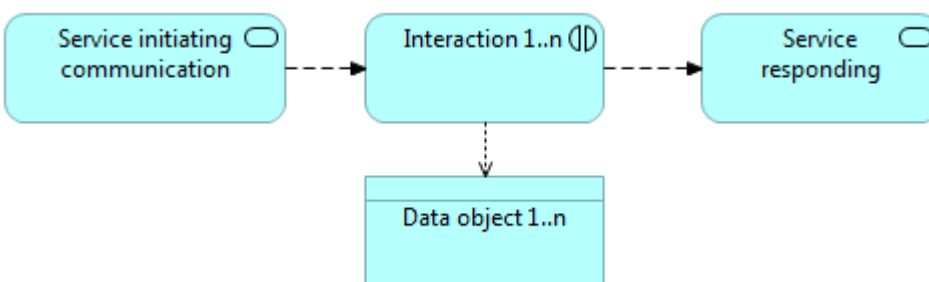 Service initiating
communication
Interaction 1..n
Service
responding
Data object 1..n